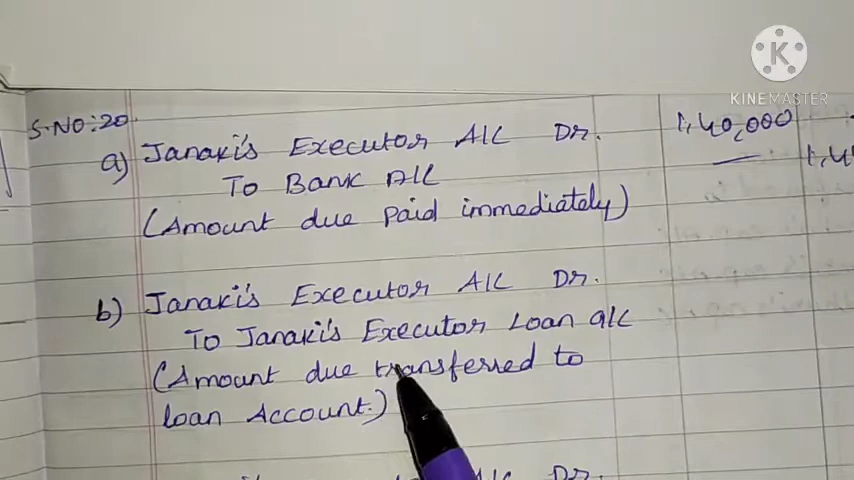 KINEMASTER
S.NO:20
a) Janaki's Executor A/C Dr. 1,40,000
To Bank A/C
(Amount due paid immediately)
b) Janaki's Executor A/C Dr.
To Janaki's Executor Loan a/c
(Amount due transferred to
loan Account.)
A/C Dr.